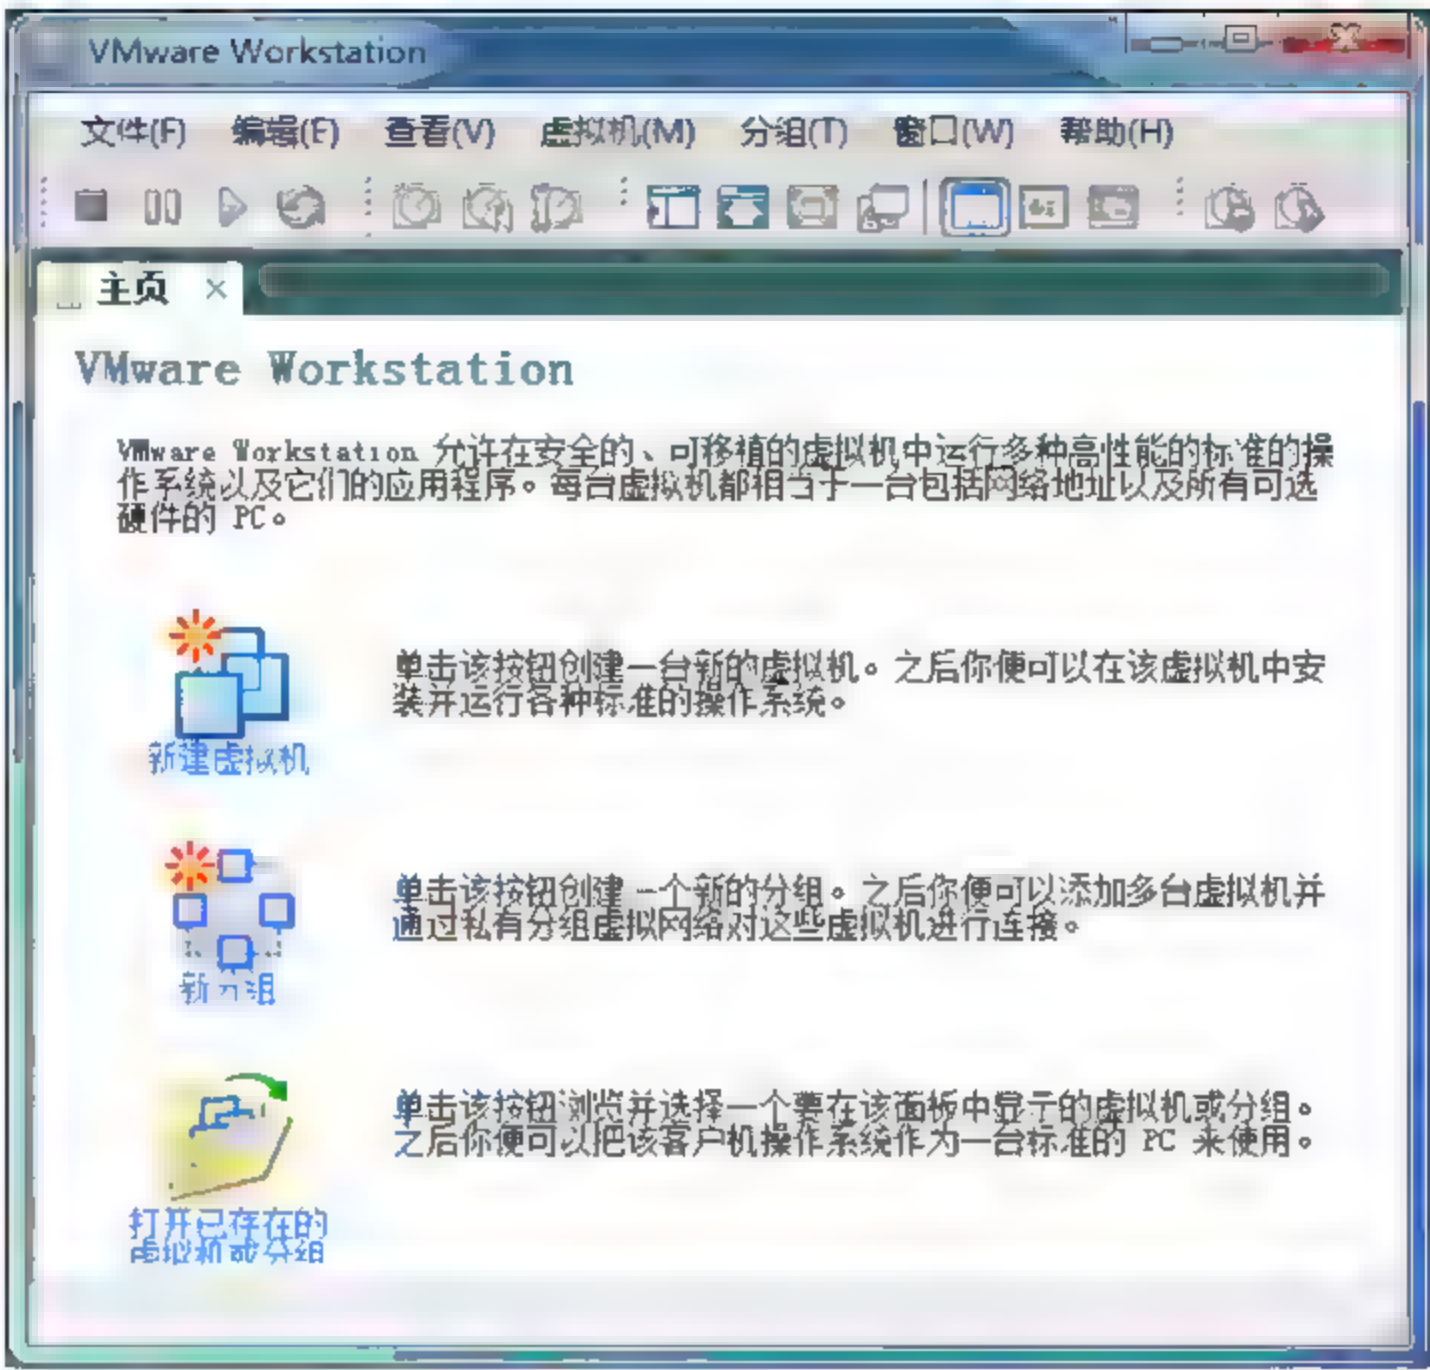 VMware Workstation
文件(F) 编辑(E) 查看(V) 虚拟机(M) 分组(T) 窗口(W) 帮助(H)
主页 ×
VMware Workstation
VMware Workstation 允许在安全的、可移植的虚拟机中运行多种高性能的标准的操
作系统以及它们的应用程序。每台虚拟机都相当于一台包括网络地址以及所有可选
硬件的 PC。
单击该按钮创建一台新的虚拟机。之后你便可以在该虚拟机中安
装并运行各种标准的操作系统。
新建虚拟机
单击该按钮创建一个新的分组。之后你便可以添加多台虚拟机并
通过私有分组虚拟网络对这些虚拟机进行连接。
新分组
单击该按钮浏览并选择一个要在该面板中显示的虚拟机或分组。
之后你便可以把该客户机操作系统作为一台标准的 PC 来使用。
打开已存在的
虚拟机或分组